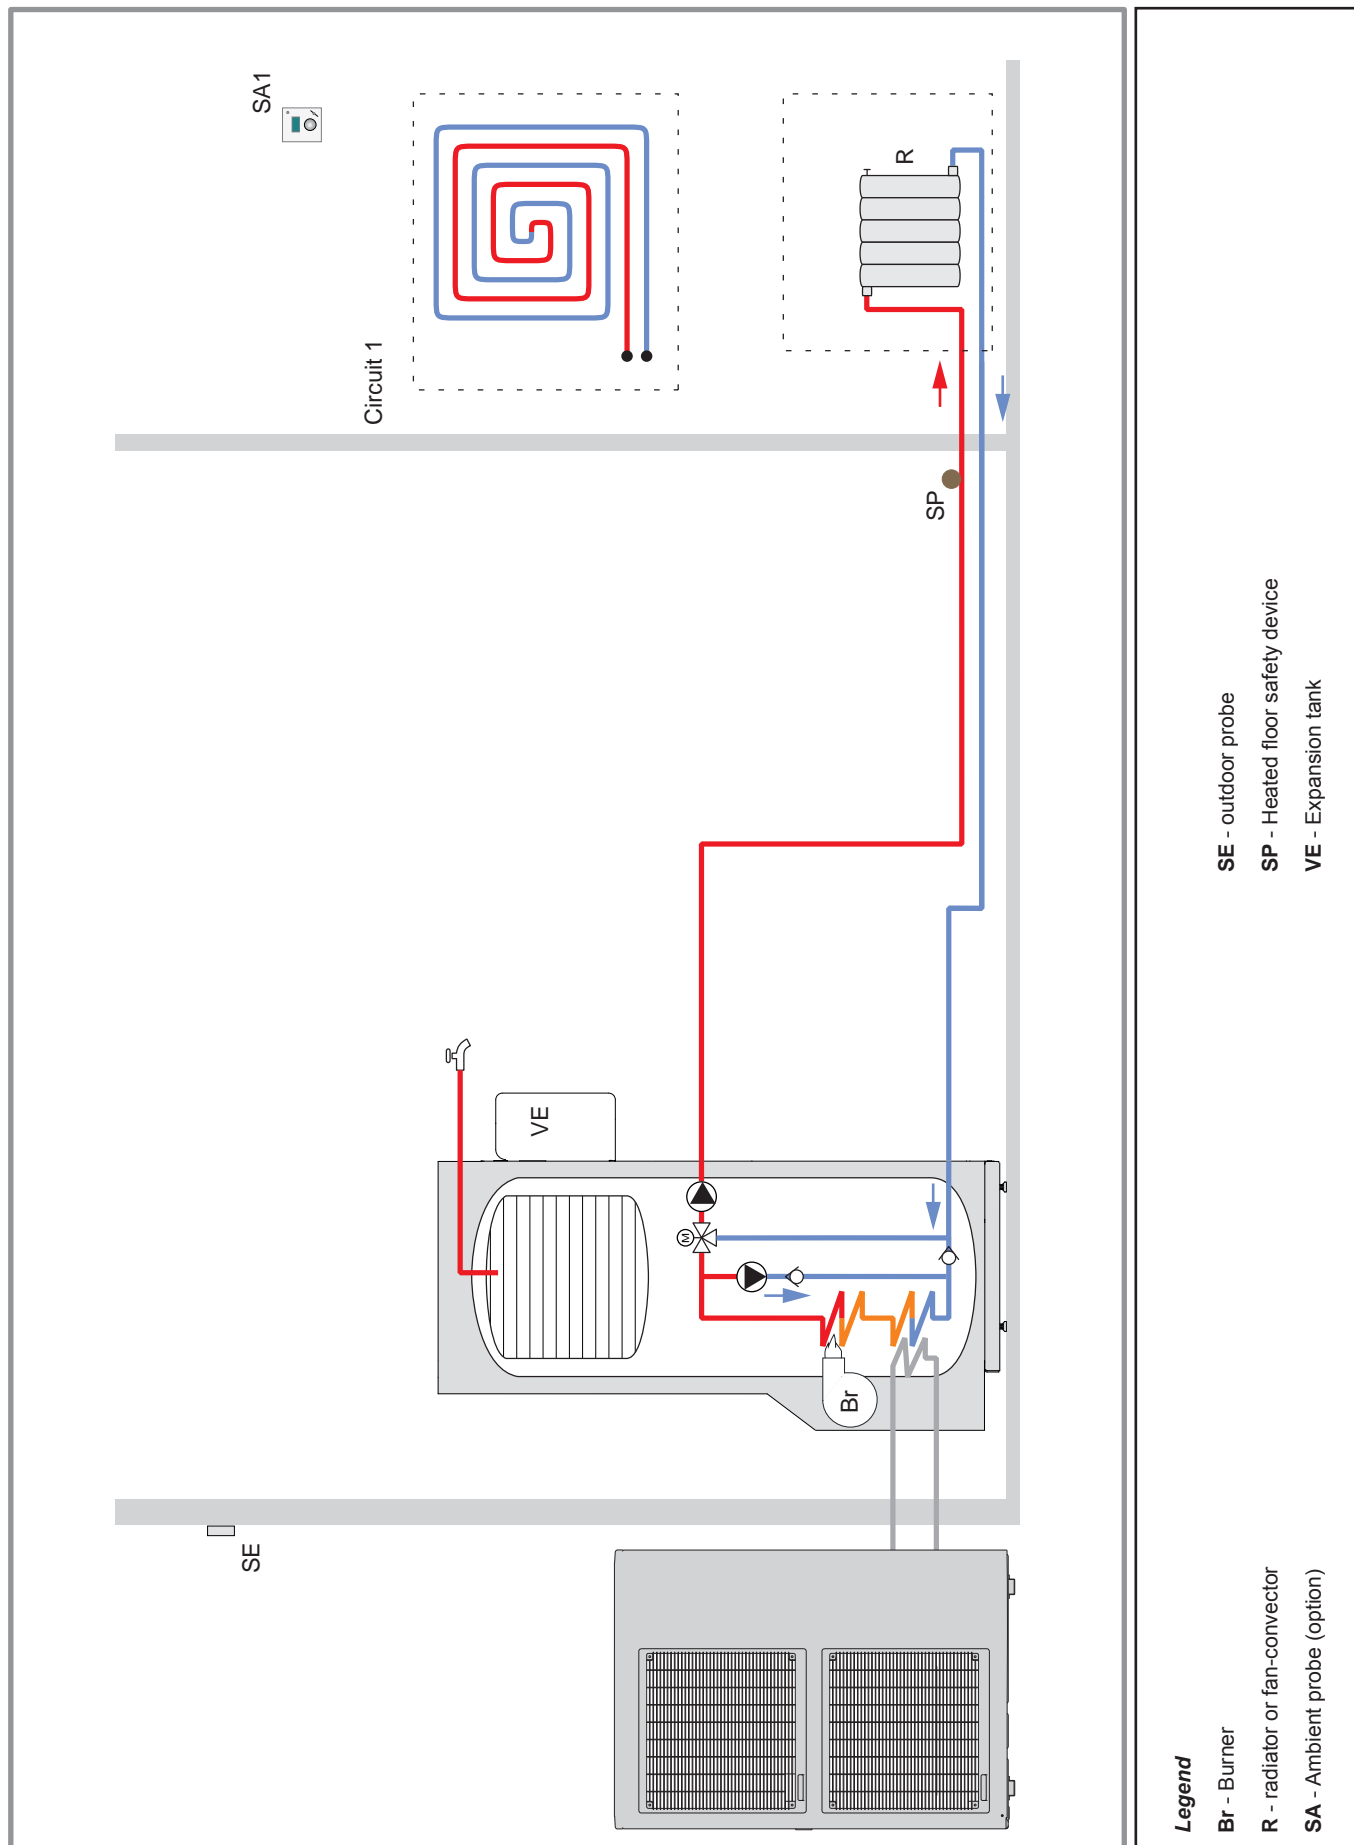 SE
Br
VE
M
SP
Circuit 1
SA1
R
Legend
Br - Burner
R - radiator or fan-convector
SA - Ambient probe (option)
SE - outdoor probe
SP - Heated floor safety device
VE - Expansion tank